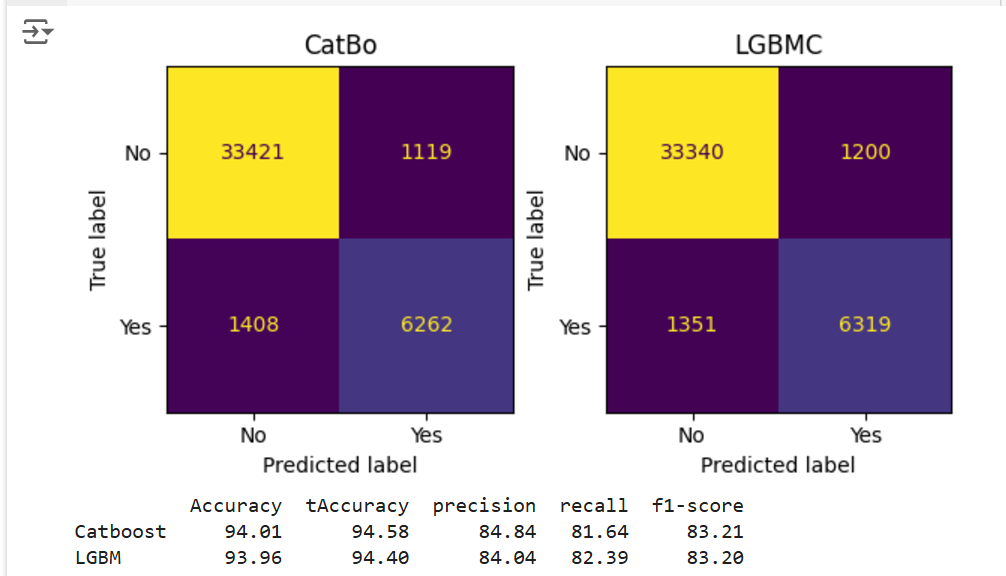 CatBo LGBMC
True label No 33421 1119 True label No 33340 1200
Yes 1408 6262 Yes 1351 6319
No Yes No Yes
Predicted label Predicted label
Accuracy tAccuracy precision recall f1-score
Catboost 94.01 94.58 84.84 81.64 83.21
LGBM 93.96 94.40 84.04 82.39 83.20